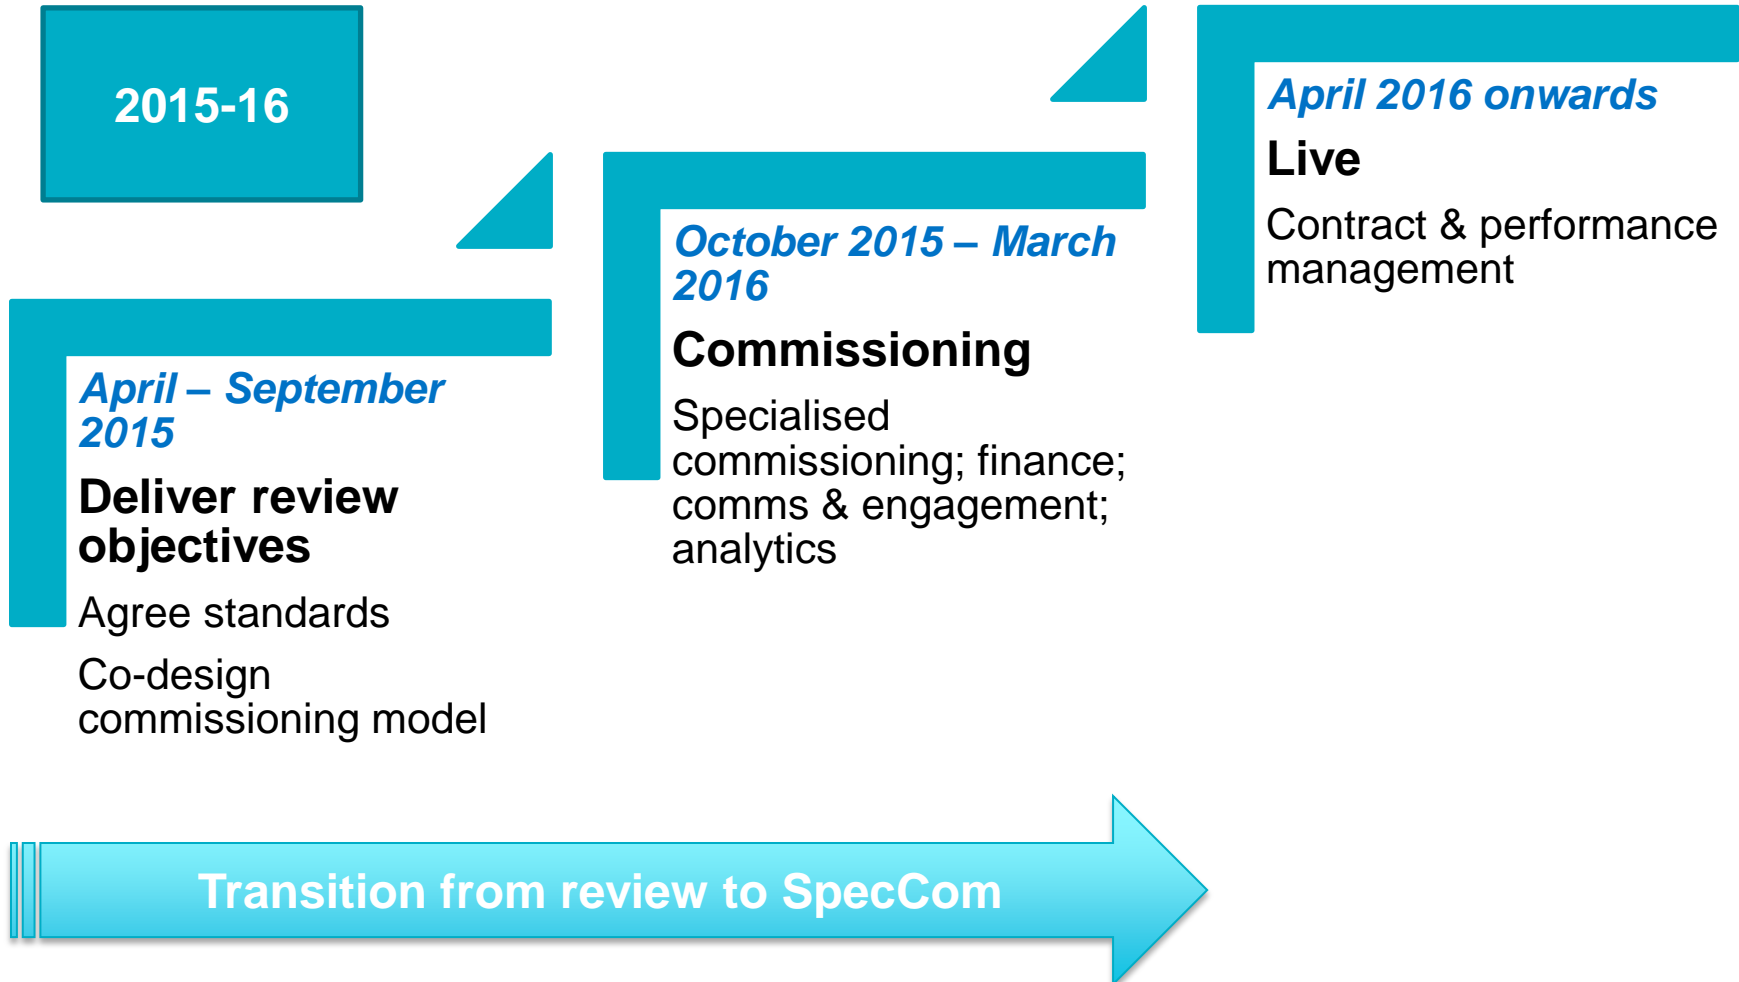 2015-16
April – September
2015
Deliver review
objectives
Agree standards
Co-design
commissioning model
October 2015 – March
2016
Commissioning
Specialised
commissioning; finance;
comms & engagement;
analytics
April 2016 onwards
Live
Contract & performance
management
Transition from review to SpecCom